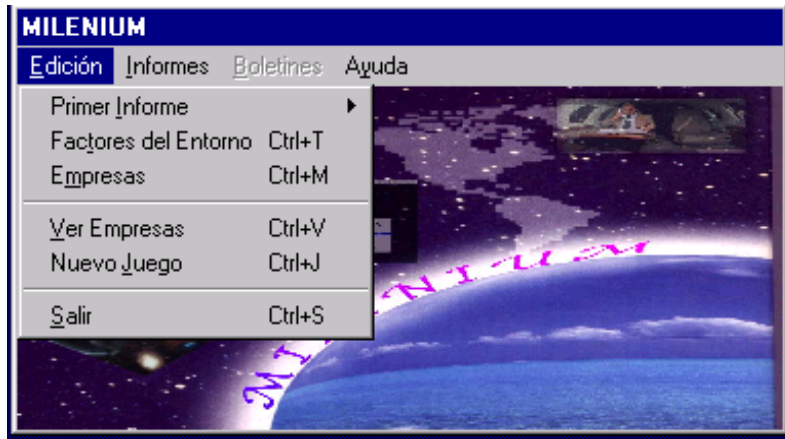 MILENIUM
Edición Informes Boletines Ayuda
Primer Informe
Factores del Entorno Ctrl+T
Empresas Ctrl+M
Ver Empresas Ctrl+V
Nuevo Juego Ctrl+J
Salir Ctrl+S